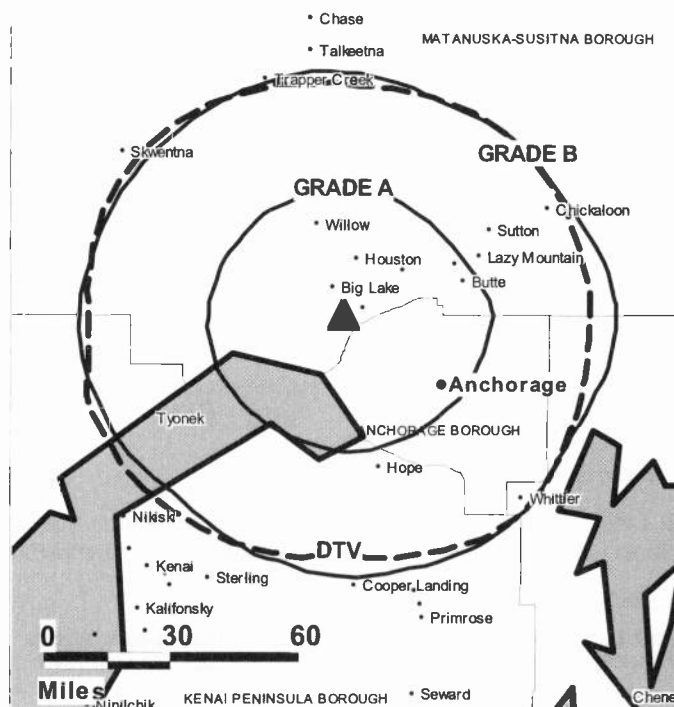 Chase
MATANUSKA-SUSITNA BOROUGH
Talkeetna
Trapper Creek
Skwentna
GRADE B
GRADE A
Chickaloon
Willow
Sutton
Houston
Lazy Mountain
Big Lake
Butte
Anchorage
Tyonek
ANCHORAGE BOROUGH
Hope
Whittier
Nikiski
DTV
Kenai
Sterling
Cooper Landing
Kalifonsky
Primrose
0 30 60
Miles
Ninilchik
KENAI PENINSULA BOROUGH
Seward
Chene